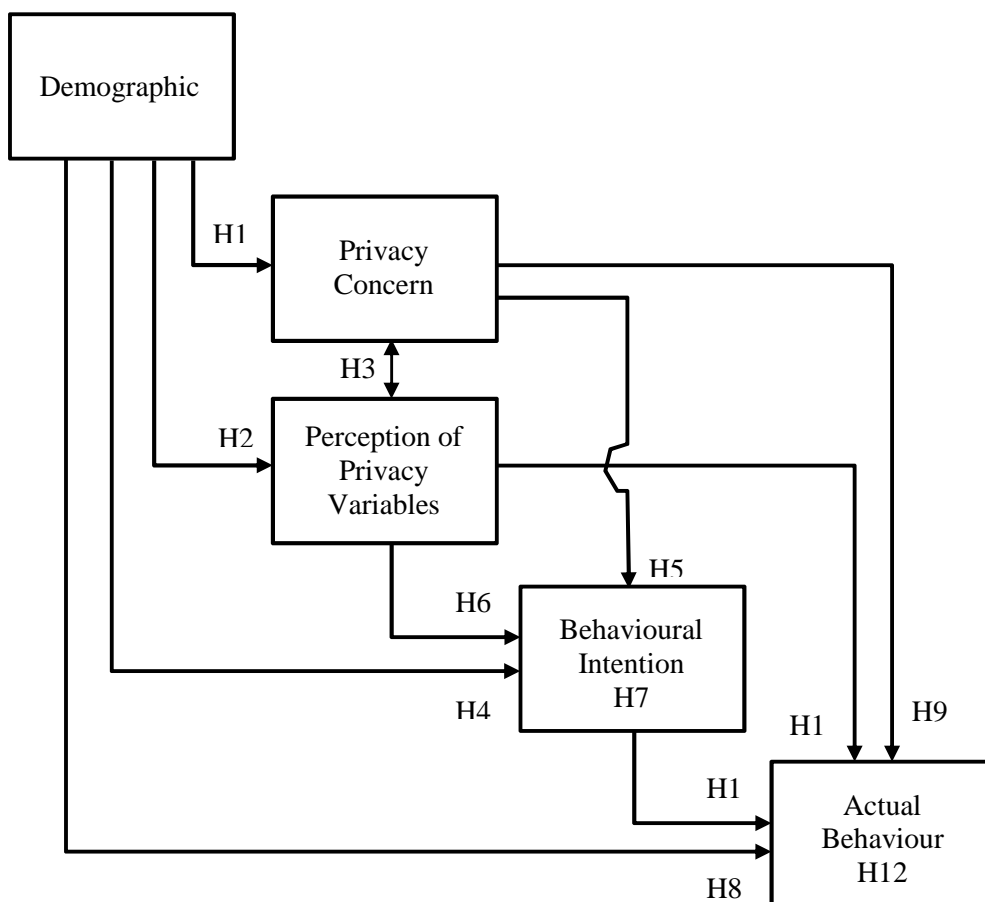 Demographic
H1
Privacy
Concern
H3
H2
Perception of
Privacy
Variables
H5
H6
Behavioural
Intention
H7
H4
H9
H1
H1
Actual
Behaviour
H12
H8